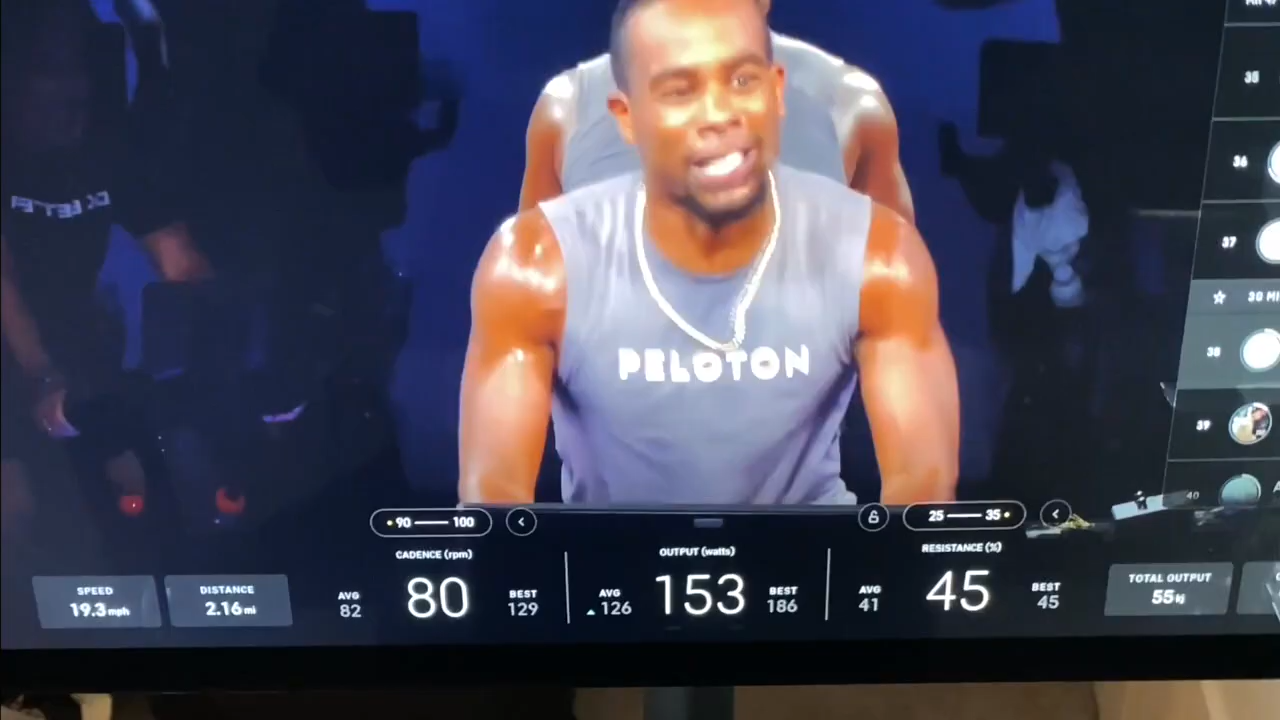 35
36
37
30 MI
38
39
40
PELOTON
90 100
25 35
CADENCE (rpm)
OUTPUT (watts)
RESISTANCE (%)
SPEED
19.3 mph
DISTANCE
2.16 mi
AVG
82
80
BEST
129
AVG
126
153
BEST
186
AVG
41
45
BEST
45
TOTAL OUTPUT
55 kj